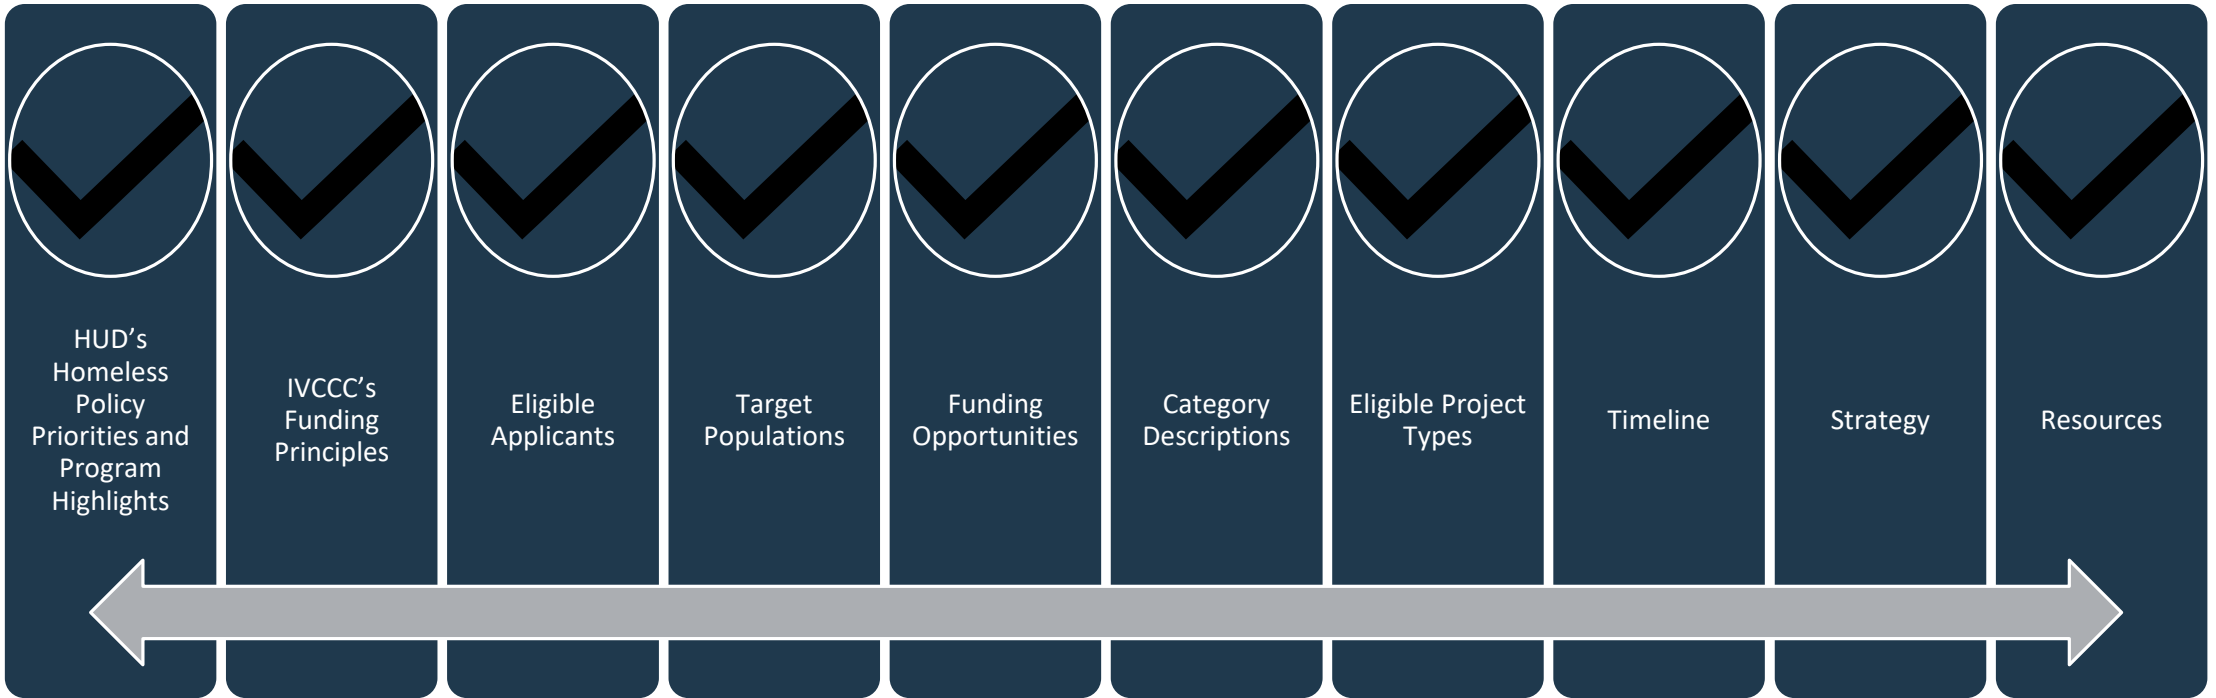 HUD’s
Homeless
Policy
Priorities and
Program
Highlights
IVCCC’s
Funding
Principles
Eligible
Applicants
Target
Populations
Funding
Opportunities
Category
Descriptions
Eligible Project
Types
Timeline
Strategy
Resources